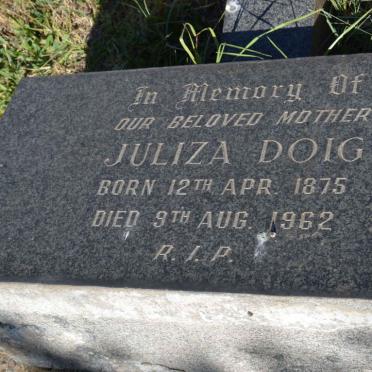 In Memory Of
OUR BELOVED MOTHER
JULIZA DOIG
BORN 12TH APR. 1875
DIED 9TH AUG. 1962
R.I.P.